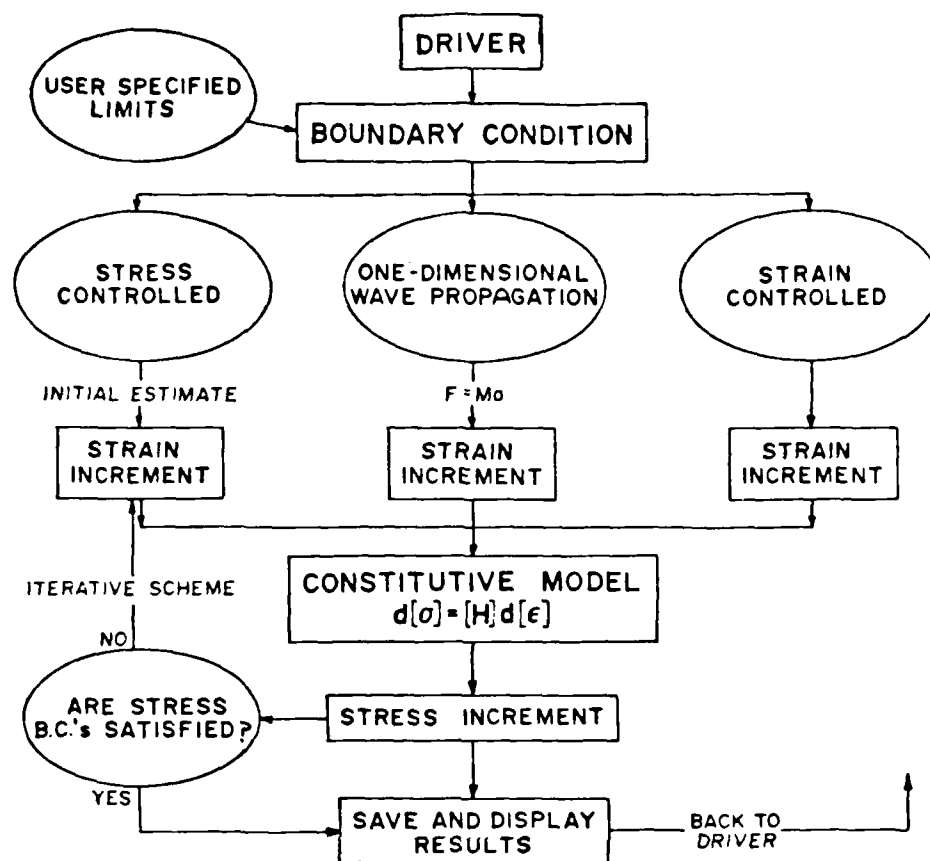 DRIVER
USER SPECIFIED
LIMITS
BOUNDARY CONDITION
STRESS
CONTROLLED
ONE-DIMENSIONAL
WAVE PROPAGATION
STRAIN
CONTROLLED
INITIAL ESTIMATE
F=Ma
STRAIN
INCREMENT
STRAIN
INCREMENT
STRAIN
INCREMENT
CONSTITUTIVE MODEL
d[σ]=[H]d[ϵ]
ITERATIVE SCHEME
NO
ARE STRESS
B.C.'s SATISFIED?
STRESS INCREMENT
YES
SAVE AND DISPLAY
RESULTS
BACK TO
DRIVER